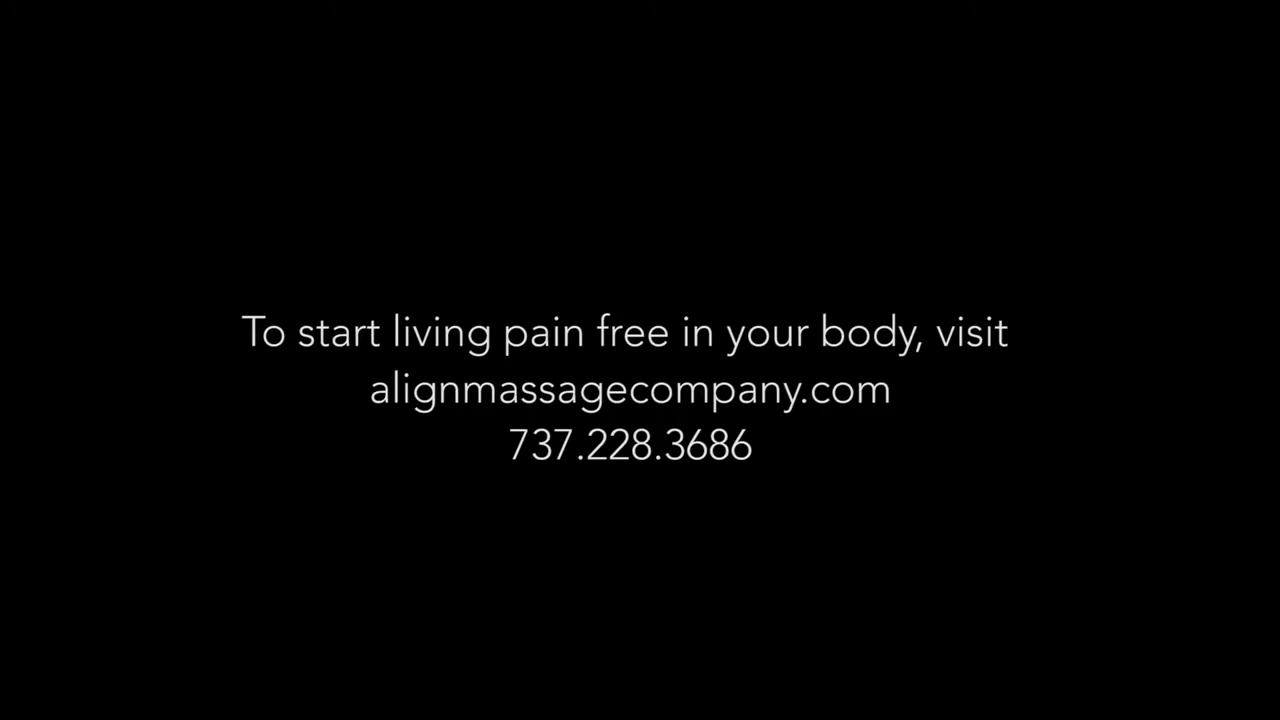 To start living pain free in your body, visit
alignmassagecompany.com
737.228.3686